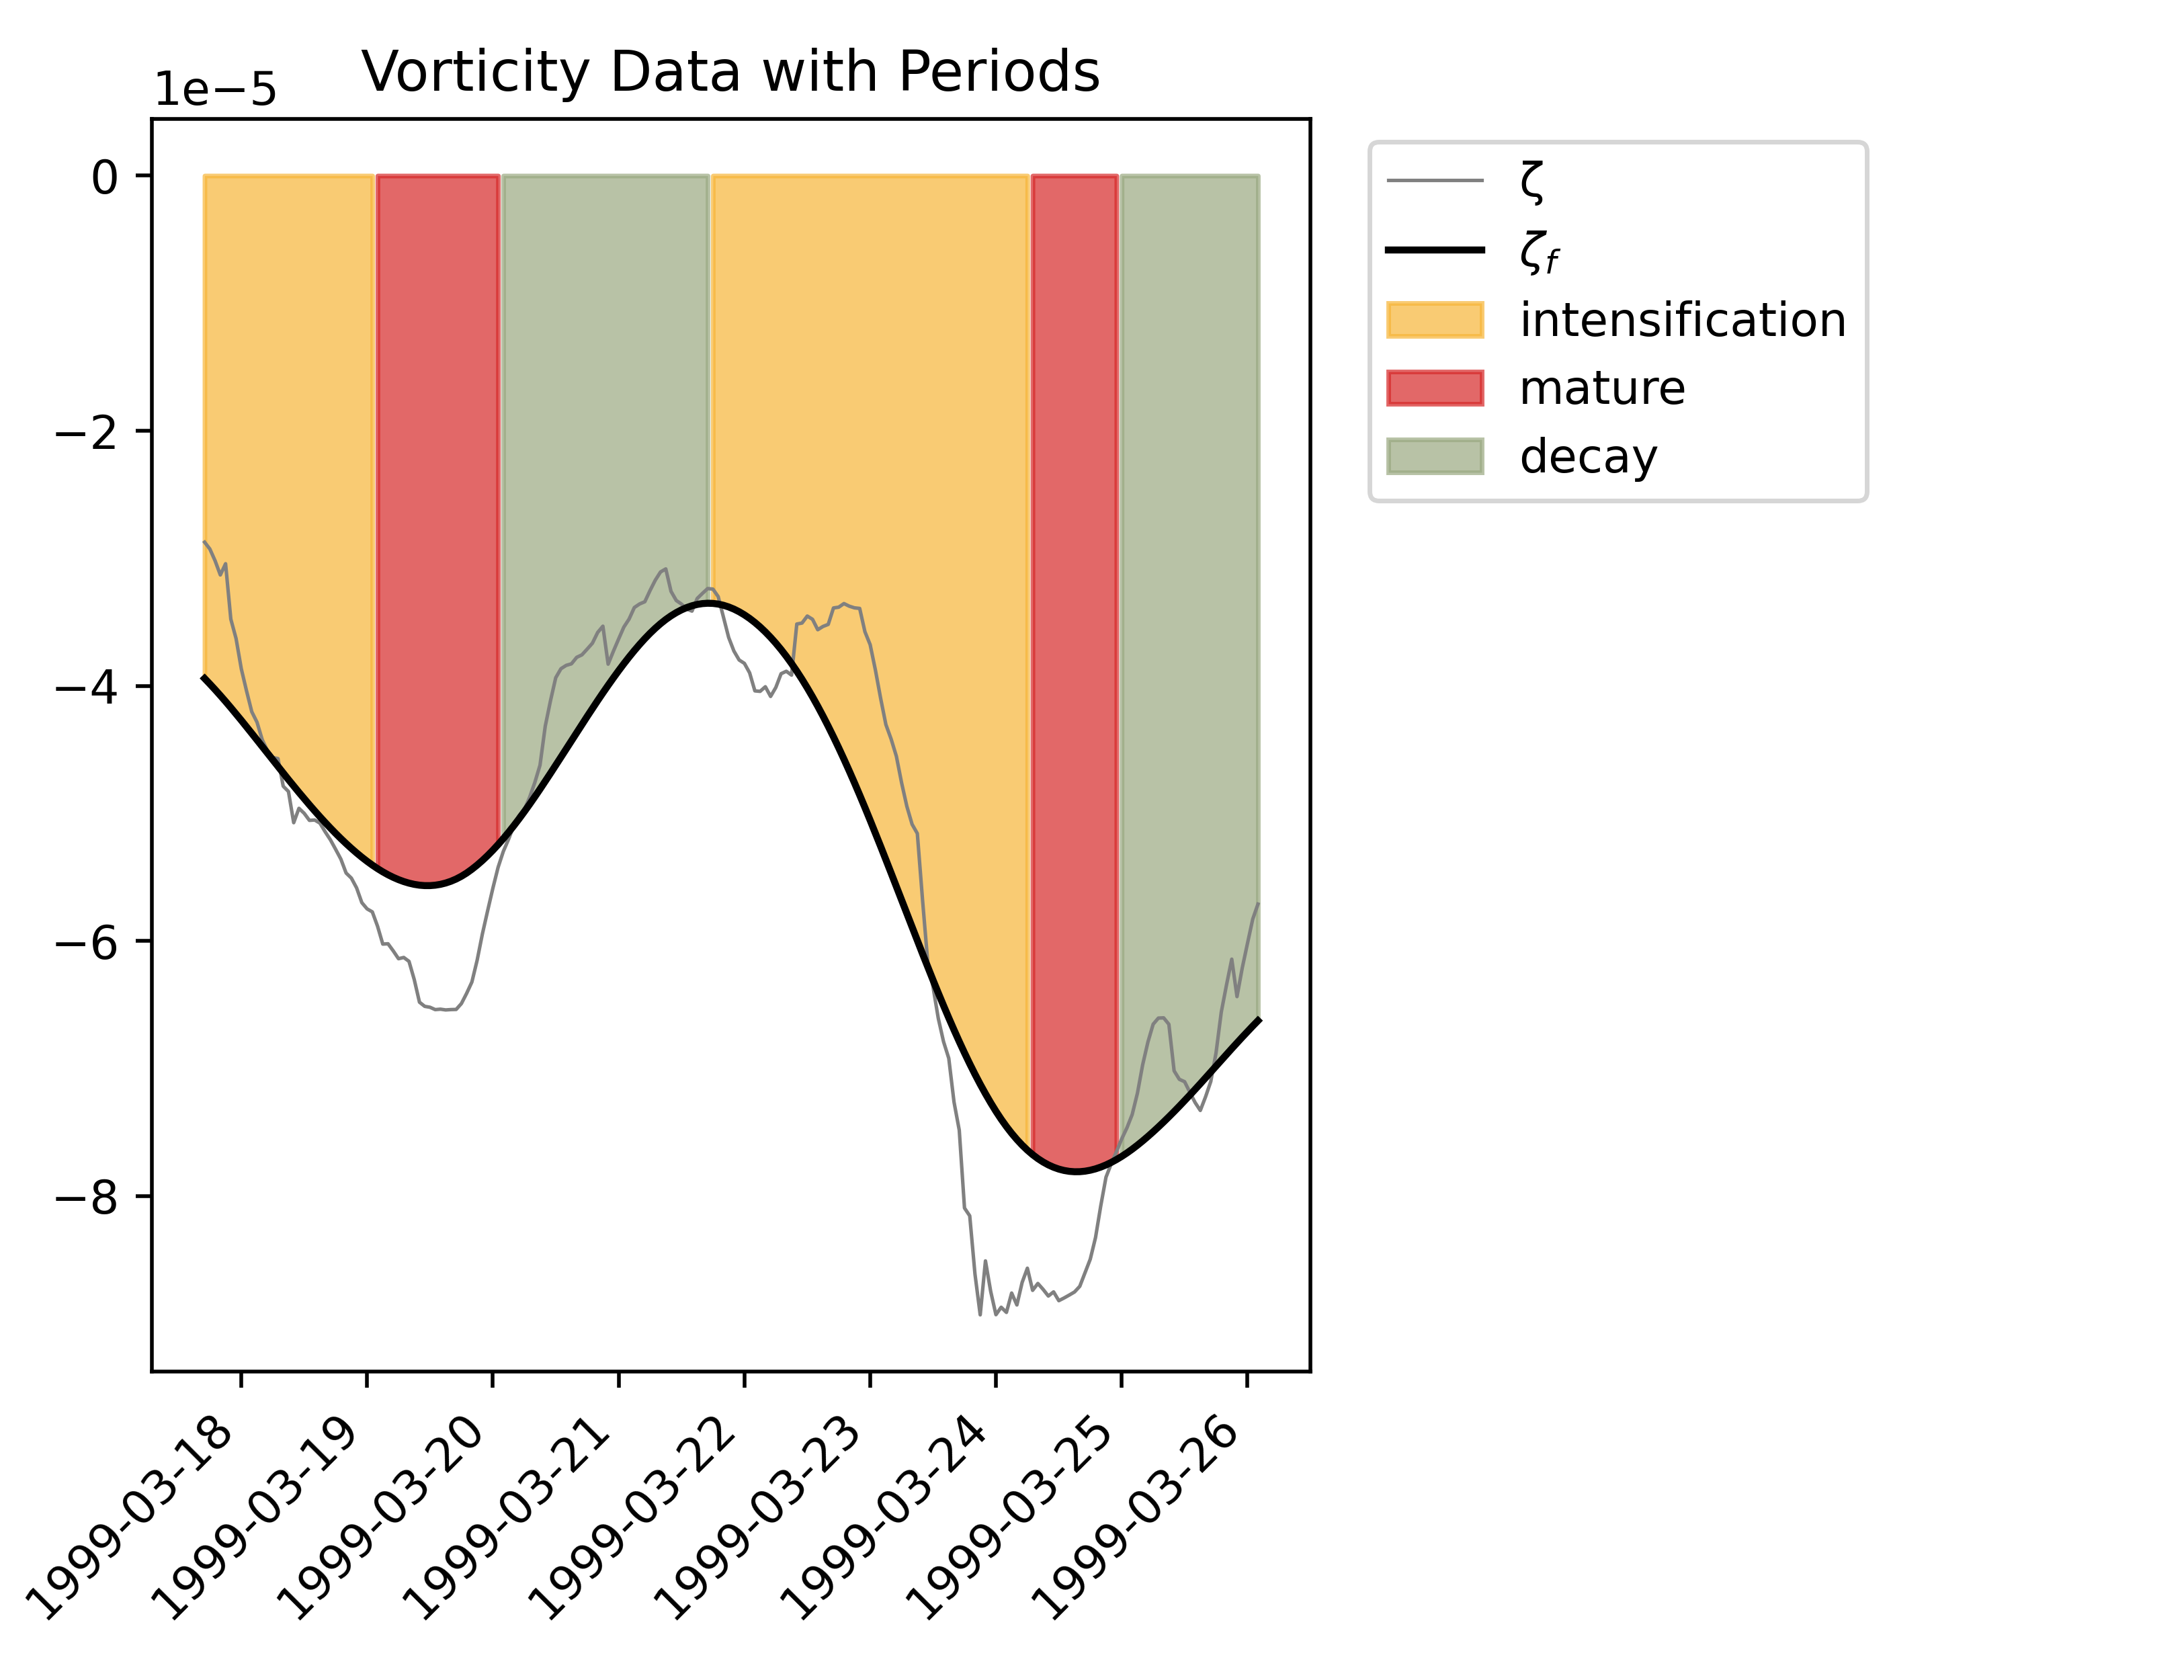 Vorticity Data with Periods
1e−5
0
−2
−4
−6
−8
1999-03-18
1999-03-19
1999-03-20
1999-03-21
1999-03-22
1999-03-23
1999-03-24
1999-03-25
1999-03-26
ζ
ζf
intensification
mature
decay